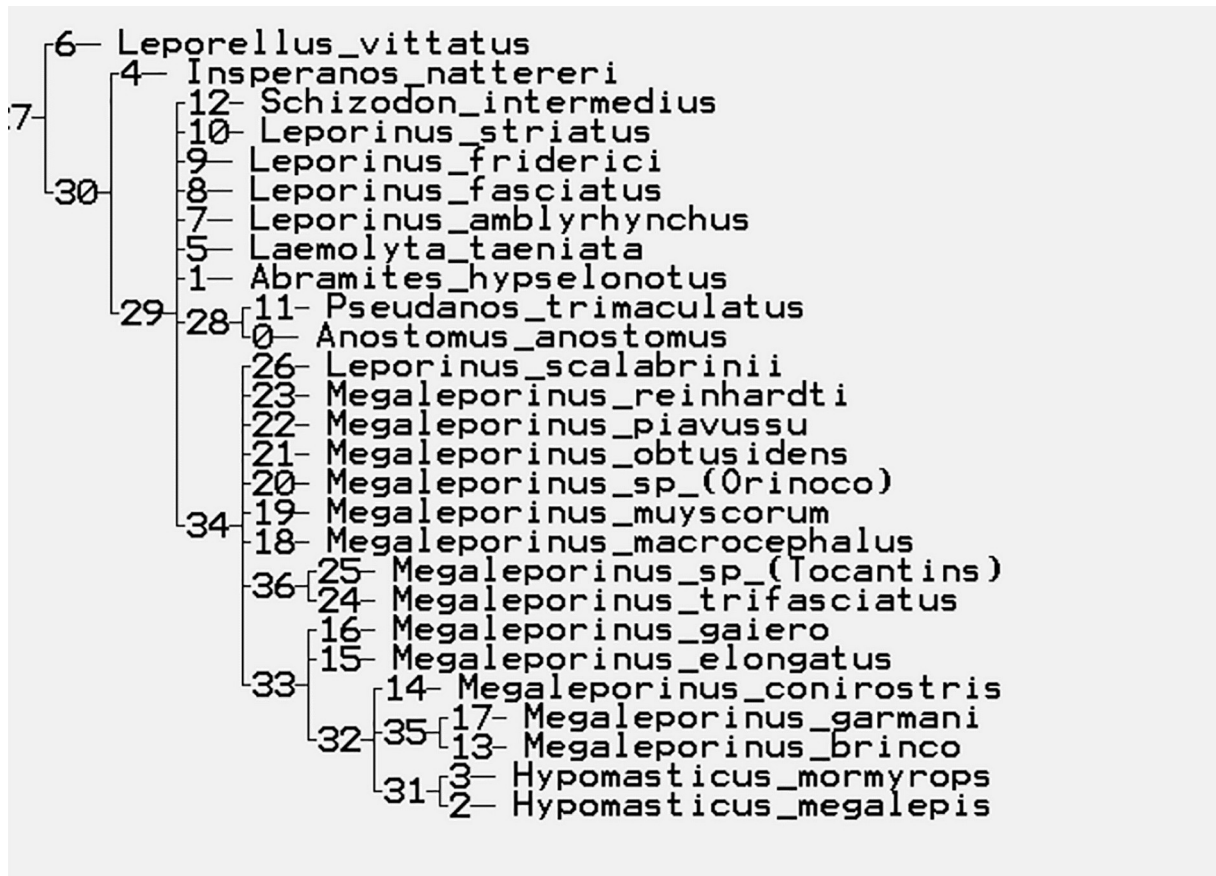 6 Leporellus_vittatus
4 Insperanos_nattereri
12 Schizodon_intermedius
10 Leporinus_striatus
9 Leporinus_friderici
30 8 Leporinus_fasciatus
7 Leporinus_amblyrhynchus
5 Laemolyta_taeniata
1 Abramites_hypselonotus
29 28 11 Pseudanos_trimaculatus
0 Anostomus_anostomus
26 Leporinus_scalabrinii
23 Megaleporinus_reinhardti
22 Megaleporinus_piavussu
21 Megaleporinus_obtusidens
20 Megaleporinus_sp_(Orinoco)
34 19 Megaleporinus_muyscorum
18 Megaleporinus_macrocephalus
36 25 Megaleporinus_sp_(Tocantins)
24 Megaleporinus_trifasciatus
16 Megaleporinus_gaiero
15 Megaleporinus_elongatus
33 14 Megaleporinus_conirostris
32 35 17 Megaleporinus_garmani
13 Megaleporinus_brinco
31 3 Hypomasticus_mormyrops
2 Hypomasticus_megalepis